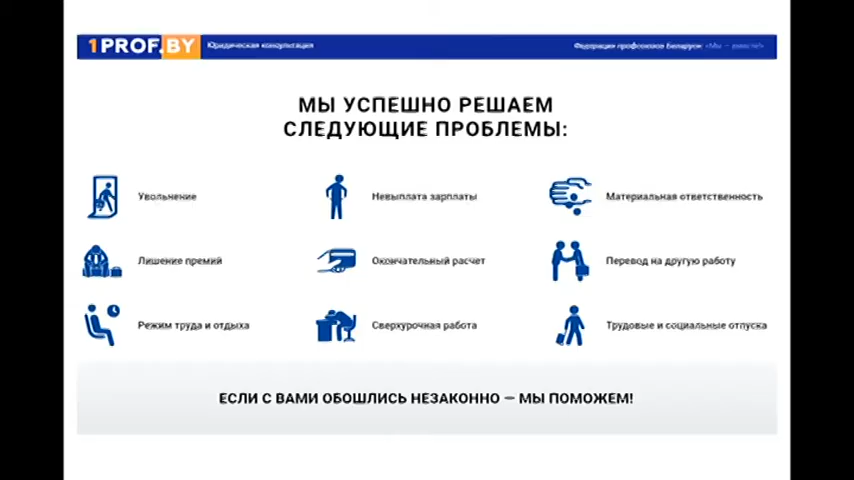 1PROF.BY
Юридическая консультация
Федерация профсоюзов Беларуси «Мы – вместе!»
МЫ УСПЕШНО РЕШАЕМ
СЛЕДУЮЩИЕ ПРОБЛЕМЫ:
Увольнение
Невыплата зарплаты
Материальная ответственность
Лишение премий
Окончательный расчет
Перевод на другую работу
Режим труда и отдыха
Сверхурочная работа
Трудовые и социальные отпуска
ЕСЛИ С ВАМИ ОБОШЛИСЬ НЕЗАКОННО — МЫ ПОМОЖЕМ!